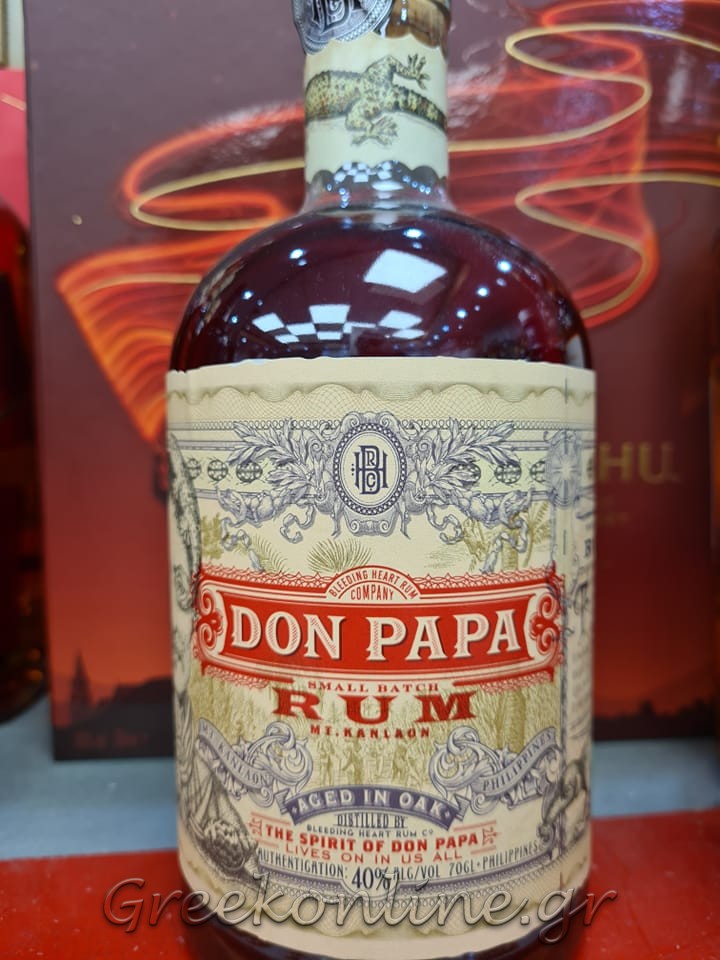 BLEEDING HEART RUM
COMPANY
DON PAPA
SMALL BATCH
RUM
MT. KANLAON
MT KANLAON
PHILIPPINES
AGED IN OAK
DISTILLED BY
BLEEDING HEART RUM Cº
THE SPIRIT OF DON PAPA
LIVES ON IN US ALL
AUTHENTICATION: 40% ALC/VOL 70CL • PHILIPPINES
HU
Greekonline.gr